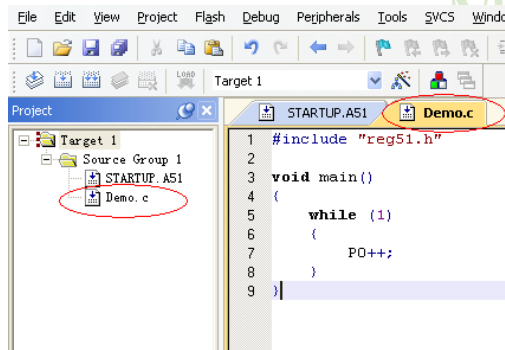 File Edit View Project Flash Debug Peripherals Tools SVCS
Target 1
Project
STARTUP.A51 Demo.c
Target 1
Source Group 1
STARTUP.A51
Demo.c
1 #include "reg51.h"
2
3 void main()
4 {
5 while (1)
6 {
7 P0++;
8 }
9 }